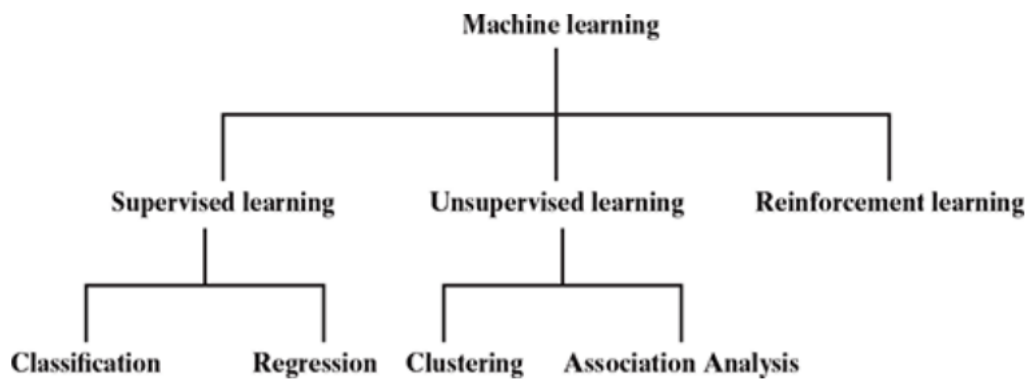 Machine learning
Supervised learning Unsupervised learning Reinforcement learning
Classification Regression Clustering Association Analysis